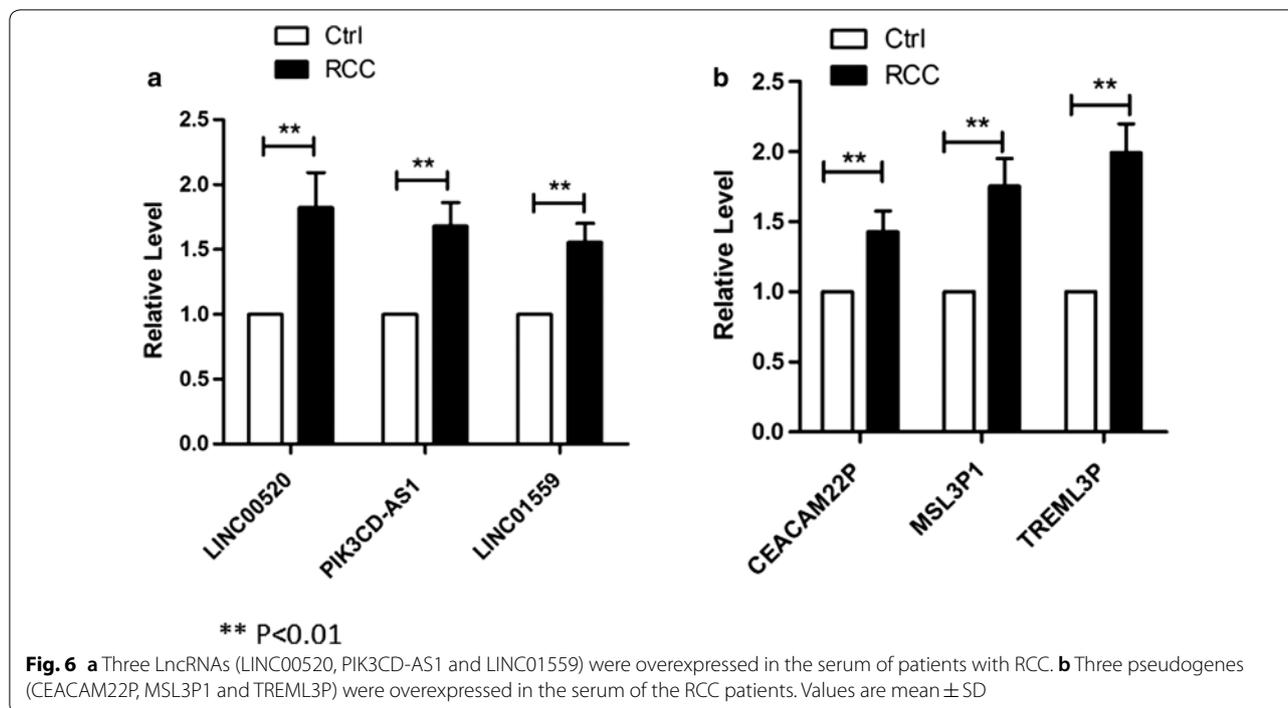 a
Ctrl
RCC
Relative Level
2.5
2.0
1.5
1.0
0.5
0.0
**
**
**
LINC00520
PIK3CD-AS1
LINC01559
b
Ctrl
RCC
Relative Level
2.5
2.0
1.5
1.0
0.5
0.0
**
**
**
CEACAM22P
MSL3P1
TREML3P
** P<0.01
Fig. 6 a Three LncRNAs (LINC00520, PIK3CD-AS1 and LINC01559) were overexpressed in the serum of patients with RCC. b Three pseudogenes
(CEACAM22P, MSL3P1 and TREML3P) were overexpressed in the serum of the RCC patients. Values are mean ± SD